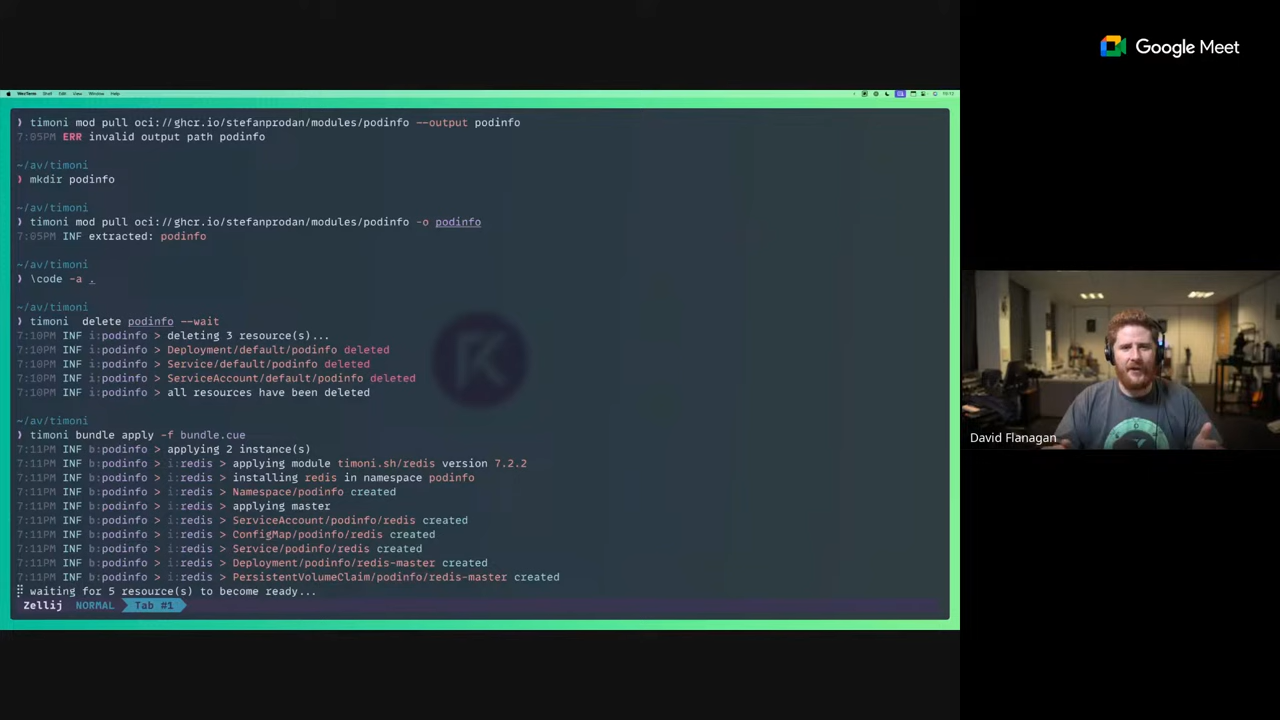 WezTerm Shell Edit View Window Help
Google Meet
❯ timoni mod pull oci://ghcr.io/stefanprodan/modules/podinfo --output podinfo
7:05PM ERR invalid output path podinfo
~/av/timoni
❯ mkdir podinfo
~/av/timoni
❯ timoni mod pull oci://ghcr.io/stefanprodan/modules/podinfo -o podinfo
7:05PM INF extracted: podinfo
~/av/timoni
❯ \code -a .
~/av/timoni
❯ timoni  delete podinfo --wait
7:10PM INF i:podinfo > deleting 3 resource(s)...
7:10PM INF i:podinfo > Deployment/default/podinfo deleted
7:10PM INF i:podinfo > Service/default/podinfo deleted
7:10PM INF i:podinfo > ServiceAccount/default/podinfo deleted
7:10PM INF i:podinfo > all resources have been deleted
~/av/timoni
❯ timoni bundle apply -f bundle.cue
7:11PM INF b:podinfo > applying 2 instance(s)
7:11PM INF b:podinfo > i:redis > applying module timoni.sh/redis version 7.2.2
7:11PM INF b:podinfo > i:redis > installing redis in namespace podinfo
7:11PM INF b:podinfo > i:redis > Namespace/podinfo created
7:11PM INF b:podinfo > i:redis > applying master
7:11PM INF b:podinfo > i:redis > ServiceAccount/podinfo/redis created
7:11PM INF b:podinfo > i:redis > ConfigMap/podinfo/redis created
7:11PM INF b:podinfo > i:redis > Service/podinfo/redis created
7:11PM INF b:podinfo > i:redis > Deployment/podinfo/redis-master created
7:11PM INF b:podinfo > i:redis > PersistentVolumeClaim/podinfo/redis-master created
⠿ waiting for 5 resource(s) to become ready...
Zellij NORMAL Tab #1
David Flanagan